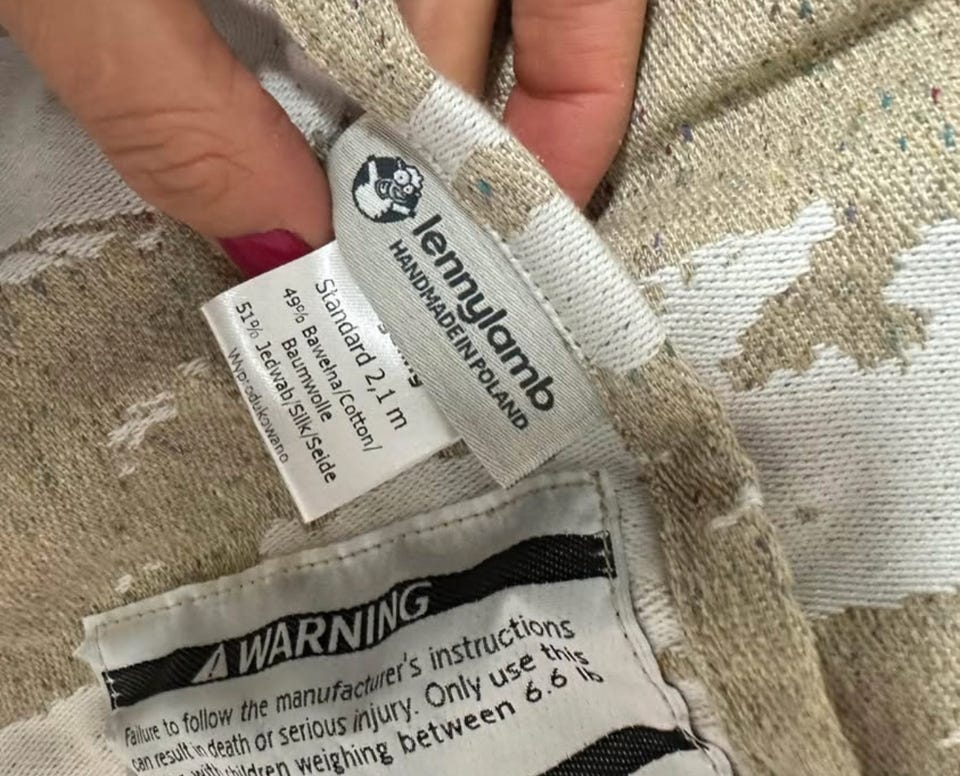 lennylamb
HANDMADE IN POLAND
Standard 2,1 m
49% Bawełna/Cotton/
Baumwolle
51% Jedwab/Silk/Seide
Wyprodukowano
WARNING
Failure to follow the manufacturer's instructions
can result in death or serious injury. Only use this
with children weighing between 6.6 lb